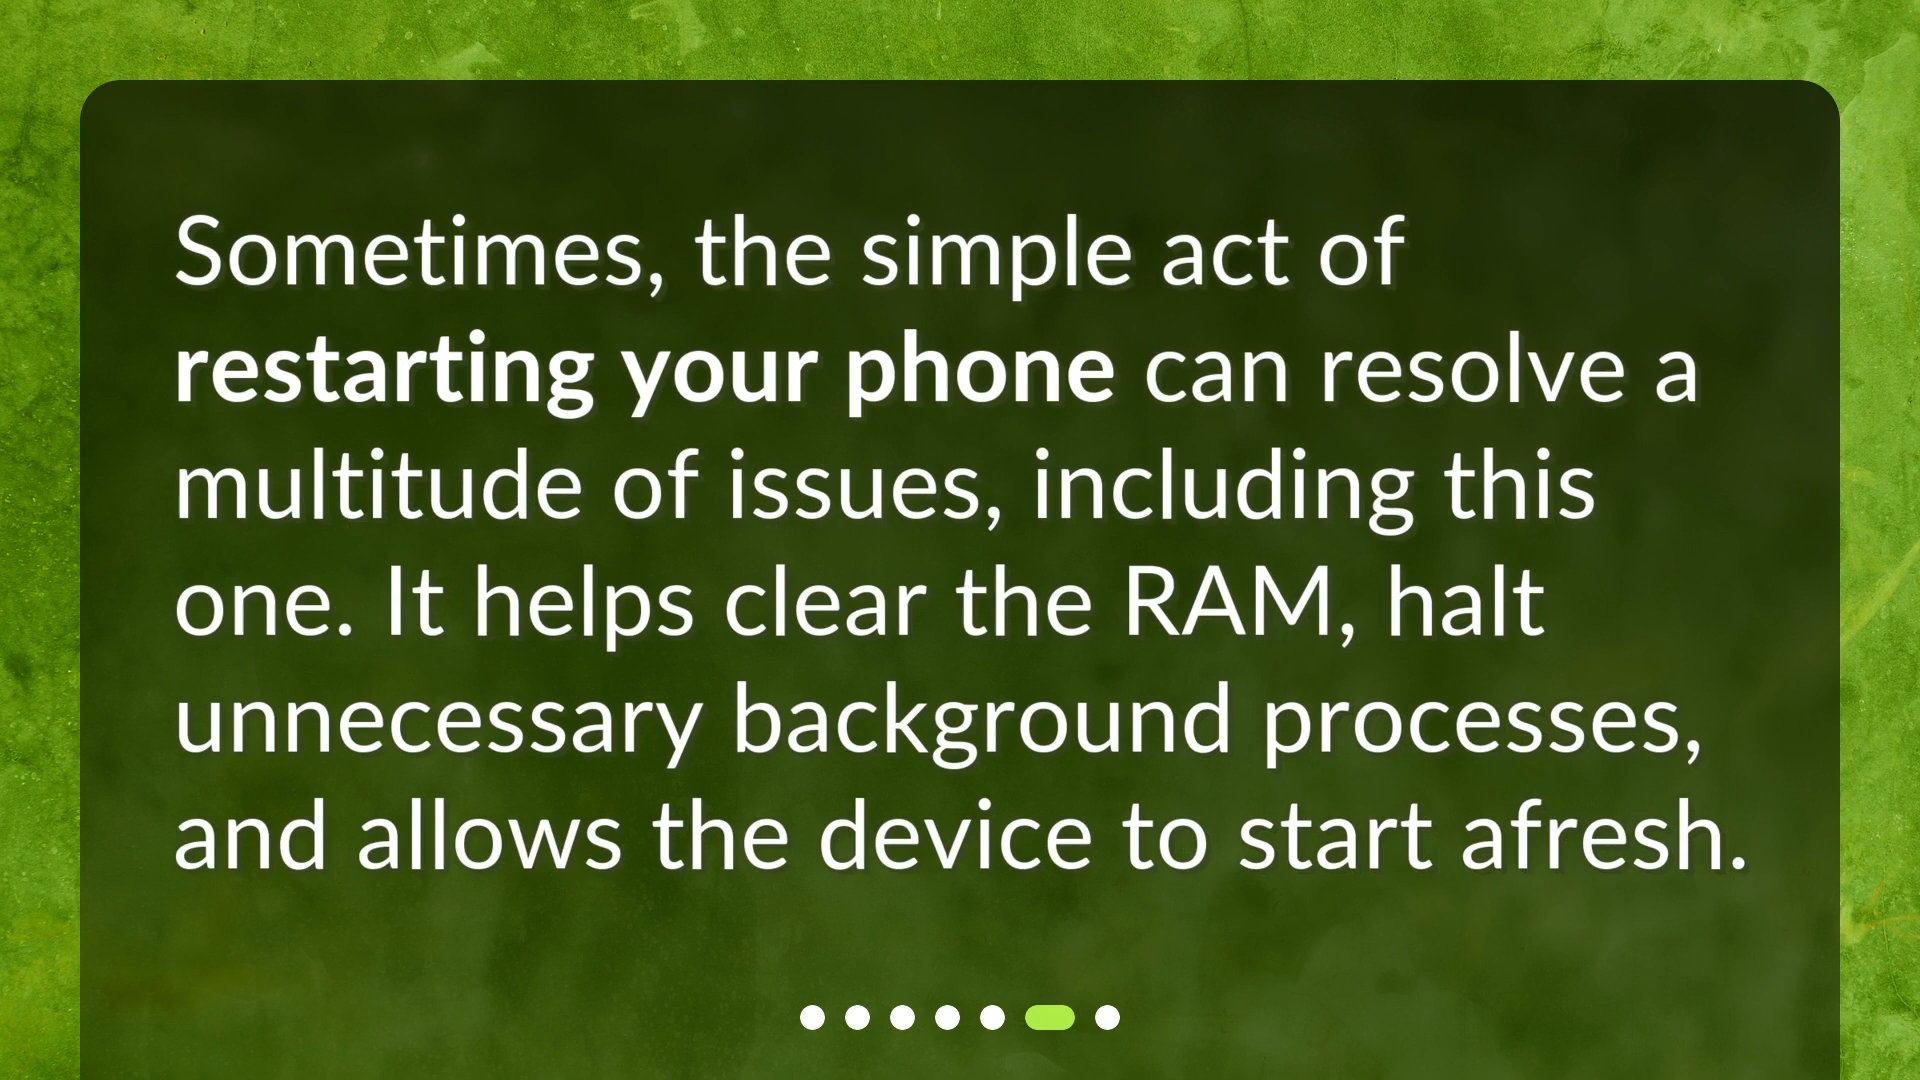 Sometimes, the simple act of
restarting your phone can resolve a
multitude of issues, including this
one. It helps clear the RAM, halt
unnecessary background processes,
and allows the device to start afresh.